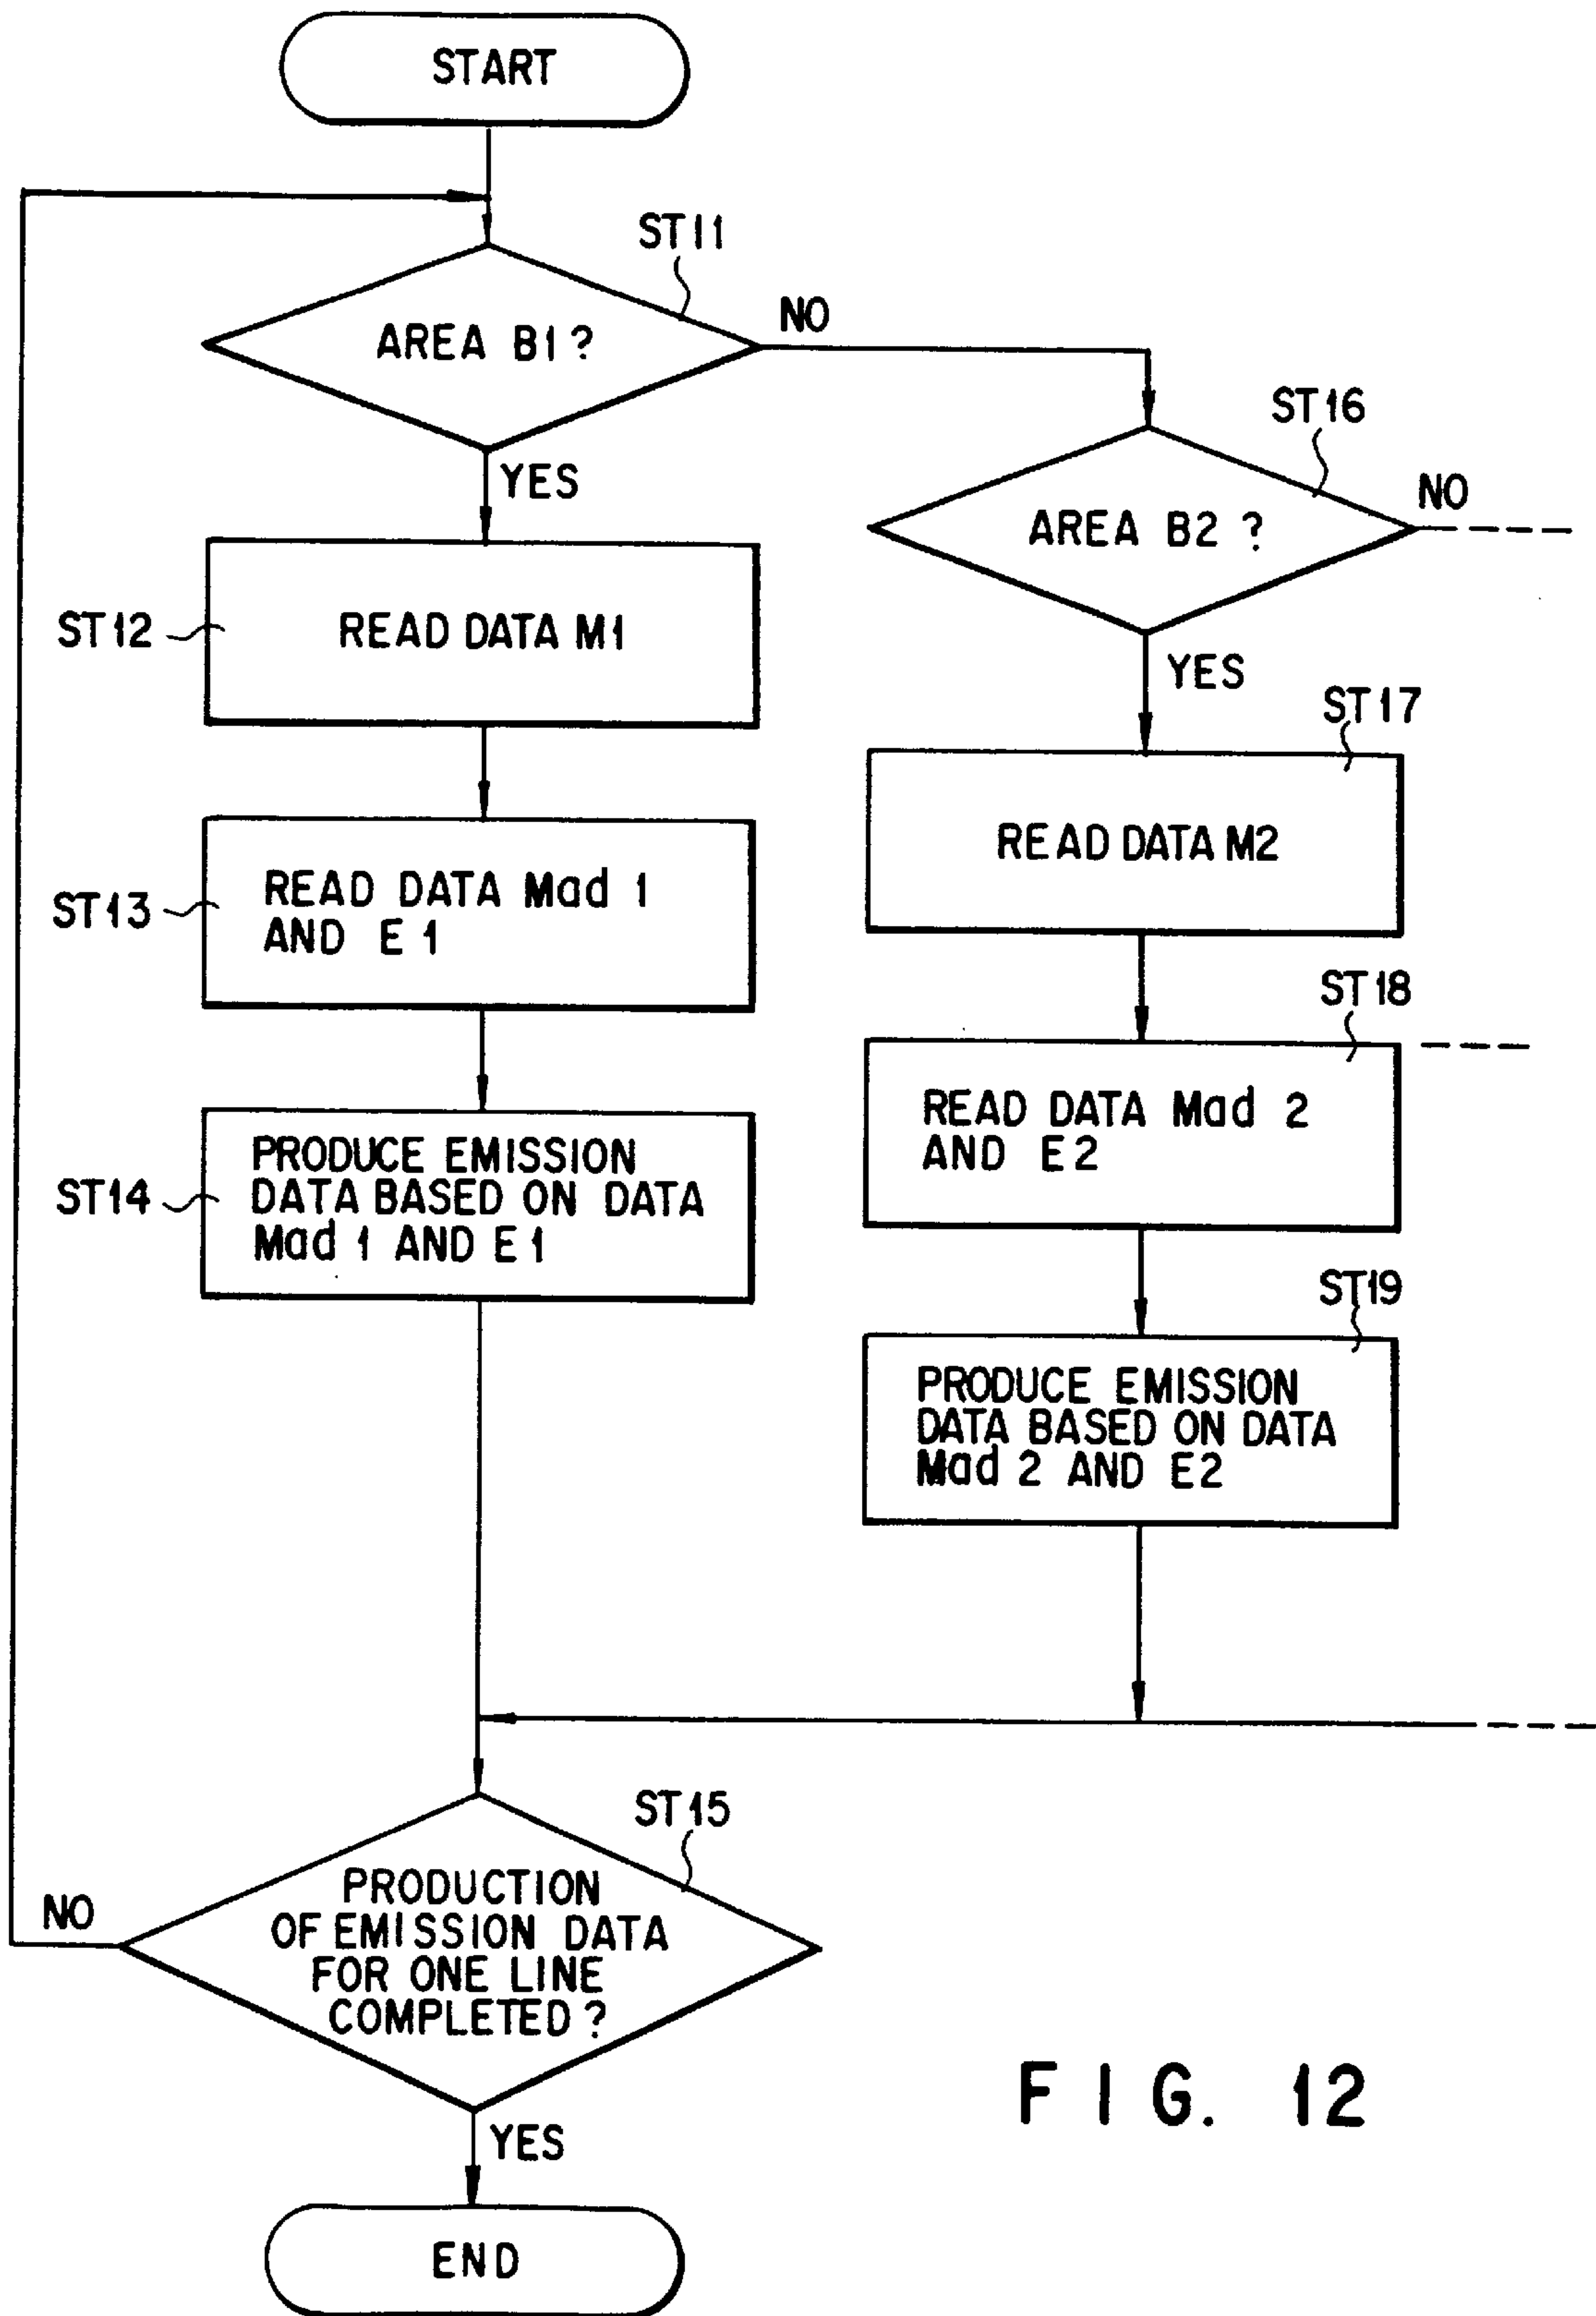 START
ST11
AREA B1?
NO
YES
ST16
AREA B2 ?
NO
YES
ST12
READ DATA M1
ST17
READ DATA M2
ST13
READ DATA Mad 1
AND E1
ST18
READ DATA Mad 2
AND E2
ST14
PRODUCE EMISSION
DATA BASED ON DATA
Mad 1 AND E1
ST19
PRODUCE EMISSION
DATA BASED ON DATA
Mad 2 AND E2
ST15
PRODUCTION
OF EMISSION DATA
FOR ONE LINE
COMPLETED?
NO
YES
END
FIG. 12